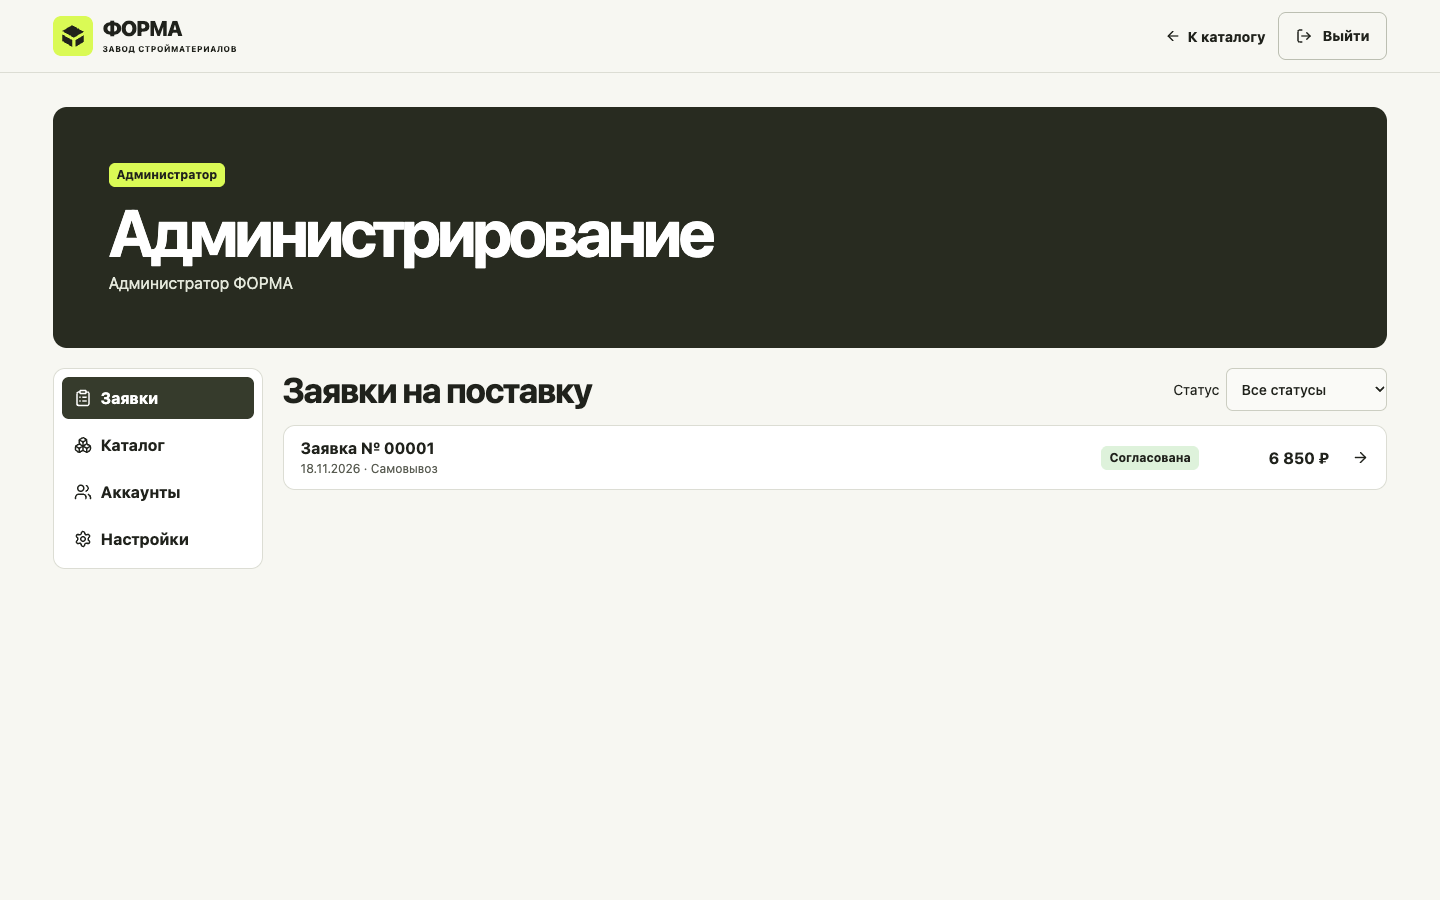 ФОРМА
ЗАВОД СТРОЙМАТЕРИАЛОВ
К каталогу
Выйти
Администратор
Администрирование
Администратор ФОРМА
Заявки
Каталог
Аккаунты
Настройки
Заявки на поставку
Статус
Все статусы
Заявка № 00001
18.11.2026 · Самовывоз
Согласована
6 850 ₽